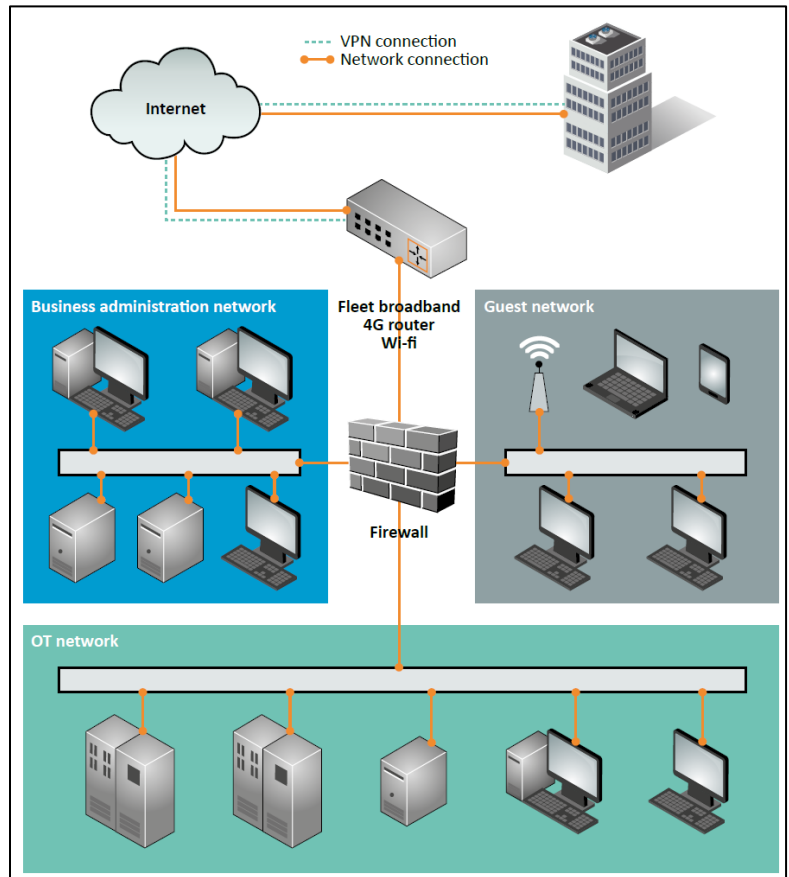 VPN connection
Network connection
Internet
Business administration network
Fleet broadband
4G router
Wi-fi
Guest network
Firewall
OT network